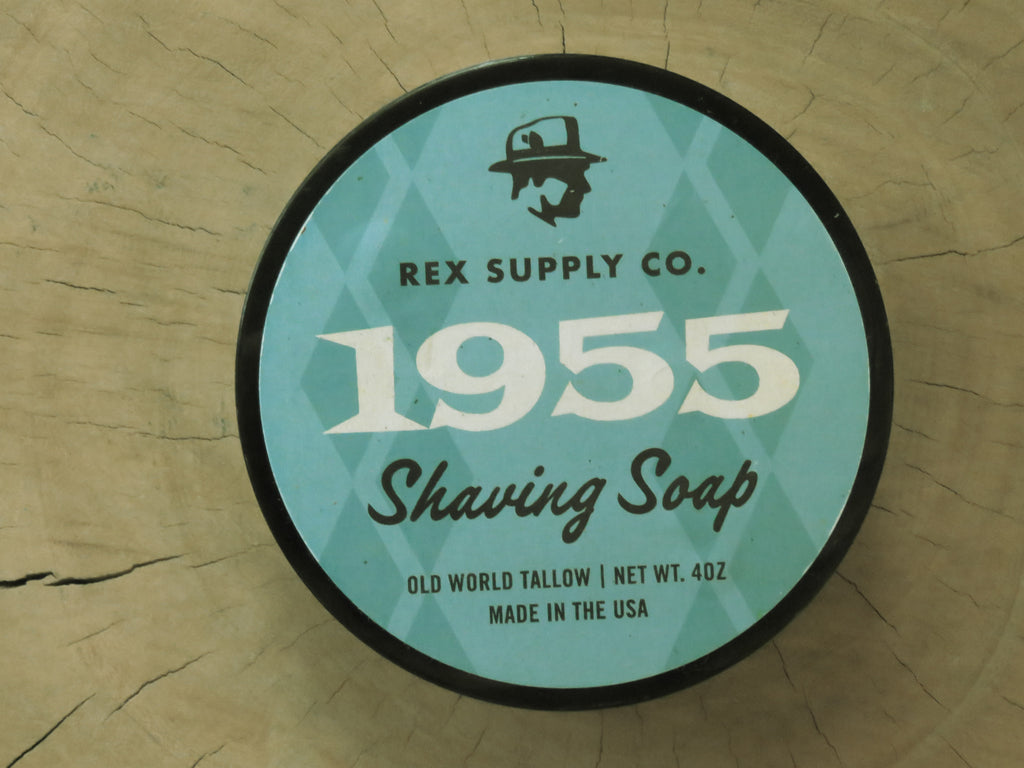 REX SUPPLY CO.
1955
Shaving Soap
OLD WORLD TALLOW | NET WT. 4OZ
MADE IN THE USA